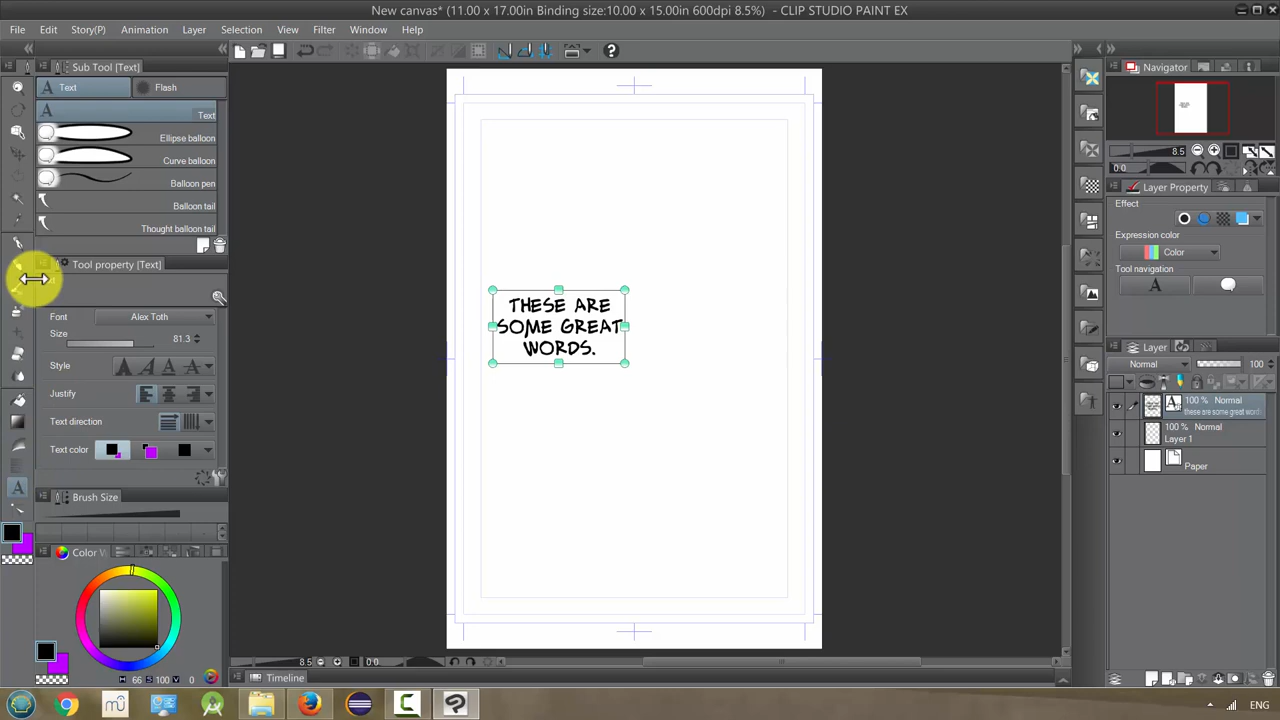 New canvas* (11.00 x 17.00in Binding size:10.00 x 15.00in 600dpi 8.5%) - CLIP STUDIO PAINT EX
File Edit Story(P) Animation Layer Selection View Filter Window Help
Sub Tool [Text]
Text Flash
Text
Ellipse balloon
Curve balloon
Balloon pen
Balloon tail
Thought balloon tail
Tool property [Text]
Font Alex Toth
Size 81.3
Style
Justify
Text direction
Text color
Brush Size
Color
H 66 S 100 V 0
THESE ARE
SOME GREAT
WORDS.
8.5 0.0
Timeline
Navigator
8.5
0.0
Layer Property
Effect
Expression color
Color
Tool navigation
Layer
Normal 100
100 % Normal
these are some great word
100 % Normal
Layer 1
Paper
ENG